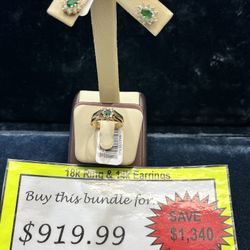 18k Ring & 14k Earrings
Buy this bundle for
$919.99
SAVE
$1,340